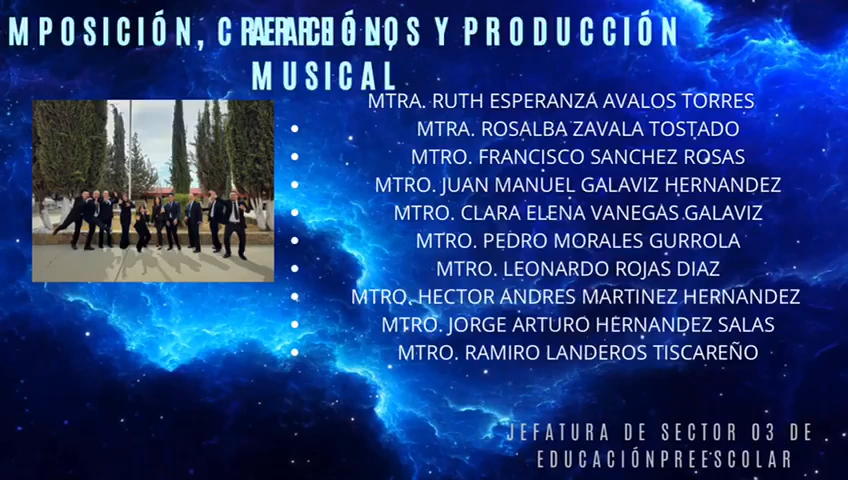 MPOSICIÓN, C Y PRODUCCIÓN
MUSICAL
MTRA. RUTH ESPERANZA AVALOS TORRES
MTRA. ROSALBA ZAVALA TOSTADO
MTRO. FRANCISCO SANCHEZ ROSAS
MTRO. JUAN MANUEL GALAVIZ HERNANDEZ
MTRO. CLARA ELENA VANEGAS GALAVIZ
MTRO. PEDRO MORALES GURROLA
MTRO. LEONARDO ROJAS DIAZ
MTRO. HECTOR ANDRES MARTINEZ HERNANDEZ
MTRO. JORGE ARTURO HERNANDEZ SALAS
MTRO. RAMIRO LANDEROS TISCAREÑO
JEFATURA DE SECTOR 03 DE
EDUCACIÓNPREESCOLAR